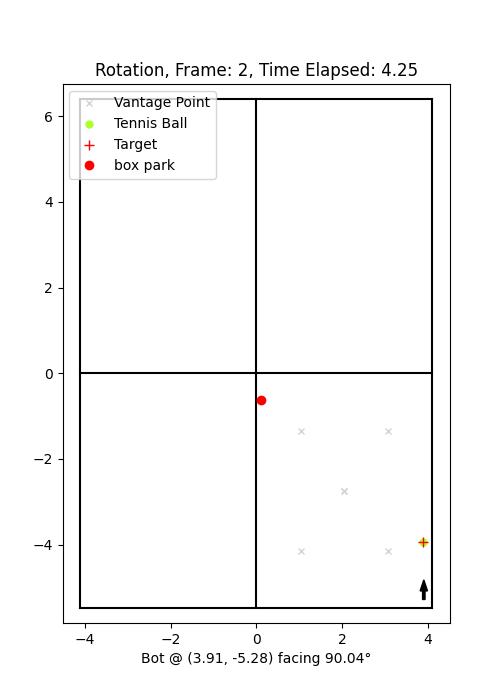 Rotation, Frame: 2, Time Elapsed: 4.25
Vantage Point
Tennis Ball
Target
box park
6
4
2
0
−2
−4
−4
−2
0
2
4
Bot @ (3.91, -5.28) facing 90.04°